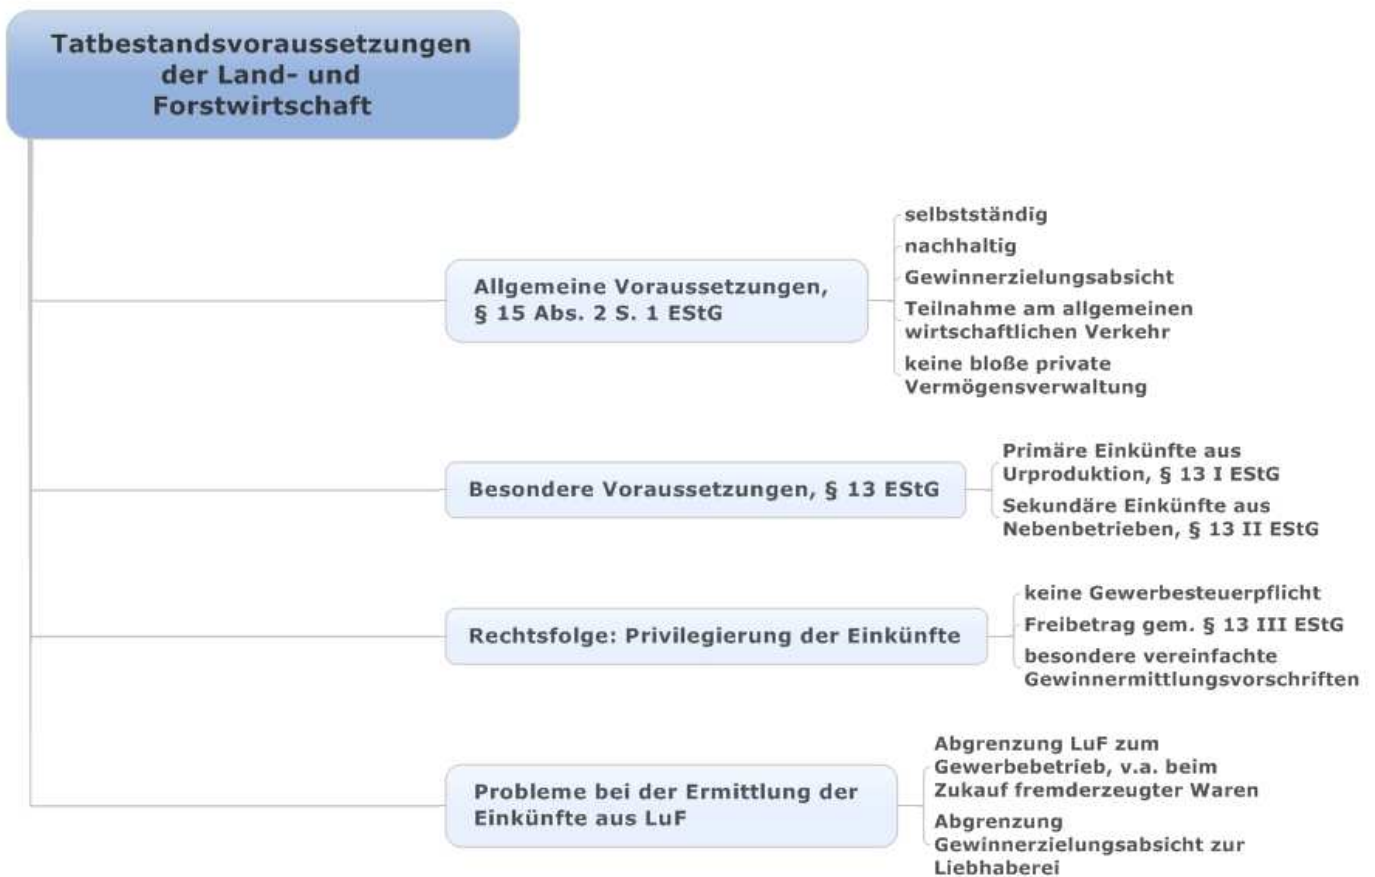 Tatbestandsvoraussetzungen
der Land- und
Forstwirtschaft
Allgemeine Voraussetzungen,
§ 15 Abs. 2 S. 1 EStG
selbstständig
nachhaltig
Gewinnerzielungsabsicht
Teilnahme am allgemeinen
wirtschaftlichen Verkehr
keine bloße private
Vermögensverwaltung
Besondere Voraussetzungen, § 13 EStG
Primäre Einkünfte aus
Urproduktion, § 13 I EStG
Sekundäre Einkünfte aus
Nebenbetrieben, § 13 II EStG
Rechtsfolge: Privilegierung der Einkünfte
keine Gewerbesteuerpflicht
Freibetrag gem. § 13 III EStG
besondere vereinfachte
Gewinnermittlungsvorschriften
Probleme bei der Ermittlung der
Einkünfte aus LuF
Abgrenzung LuF zum
Gewerbebetrieb, v.a. beim
Zukauf fremderzeugter Waren
Abgrenzung
Gewinnerzielungsabsicht zur
Liebhaberei